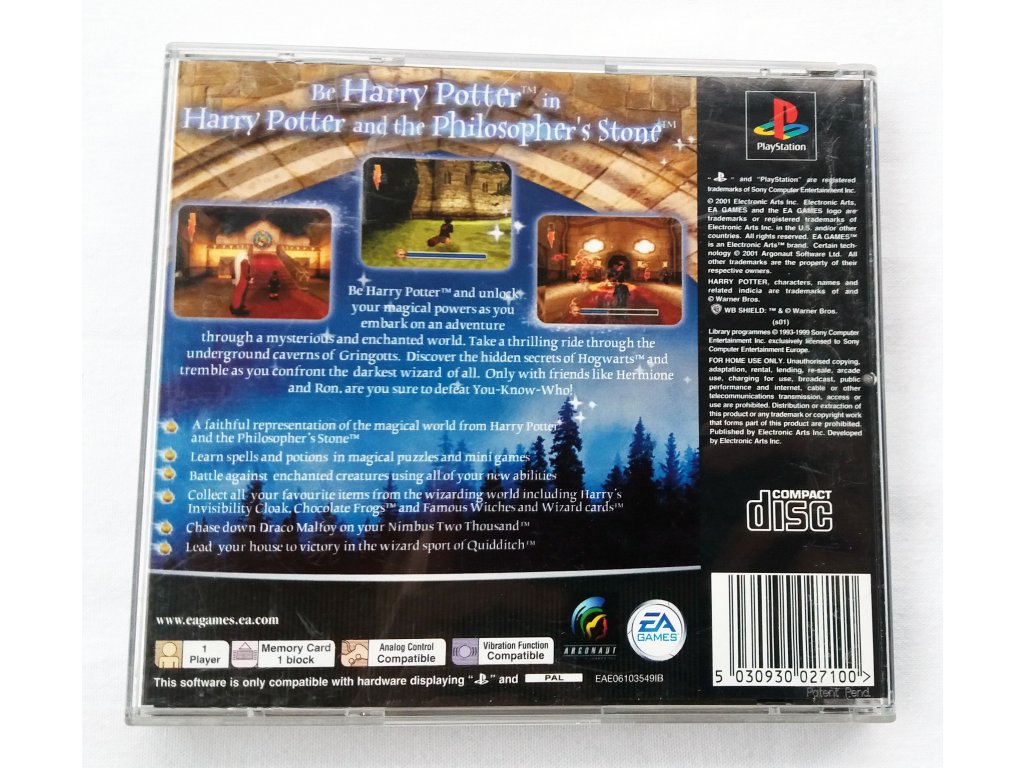 Be Harry Potter™ in
Harry Potter and the Philosopher's Stone™
Be Harry Potter™ and unlock
your magical powers as you
embark on an adventure
through a mysterious and enchanted world. Take a thrilling ride through the
underground caverns of Gringotts. Discover the hidden secrets of Hogwarts™ and
tremble as you confront the darkest wizard of all. Only with friends like Hermione
and Ron, are you sure to defeat You-Know-Who!
A faithful representation of the magical world from Harry Potter
and the Philosopher's Stone™
Learn spells and potions in magical puzzles and mini games
Battle against enchanted creatures using all of your new abilities
Collect all your favourite items from the wizarding world including Harry's
Invisibility Cloak, Chocolate Frogs™ and Famous Witches and Wizard cards™
Chase down Draco Malfoy on your Nimbus Two Thousand™
Lead your house to victory in the wizard sport of Quidditch™
www.eagames.ea.com
1
Player
Memory Card
1 block
Analog Control
Compatible
Vibration Function
Compatible
ARGONAUT
EA
GAMES
This software is only compatible with hardware displaying " " and PAL
EAE06103549IB
PlayStation
" " and "PlayStation" are registered
trademarks of Sony Computer Entertainment Inc.
© 2001 Electronic Arts Inc. Electronic Arts,
EA GAMES and the EA GAMES logo are
trademarks or registered trademarks of
Electronic Arts Inc. in the U.S. and/or other
countries. All rights reserved. EA GAMES™
is an Electronic Arts™ brand. Certain tech-
nology © 2001 Argonaut Software Ltd. All
other trademarks are the property of their
respective owners.
HARRY POTTER, characters, names and
related indicia are trademarks of and
© Warner Bros.
WB SHIELD: ™ & © Warner Bros.
(s01)
Library programmes © 1993-1999 Sony Computer
Entertainment Inc. exclusively licensed to Sony
Computer Entertainment Europe.
FOR HOME USE ONLY. Unauthorised copying,
adaptation, rental, lending, re-sale, arcade
use, charging for use, broadcast, public
performance and internet, cable or other
telecommunications transmission, access or
use are prohibited. Distribution or extraction of
this product or any trademark or copyright work
that forms part of this product are prohibited.
Published by Electronic Arts Inc. Developed
by Electronic Arts Inc.
COMPACT
disc
5 030930 027100 >
Patent Pend.